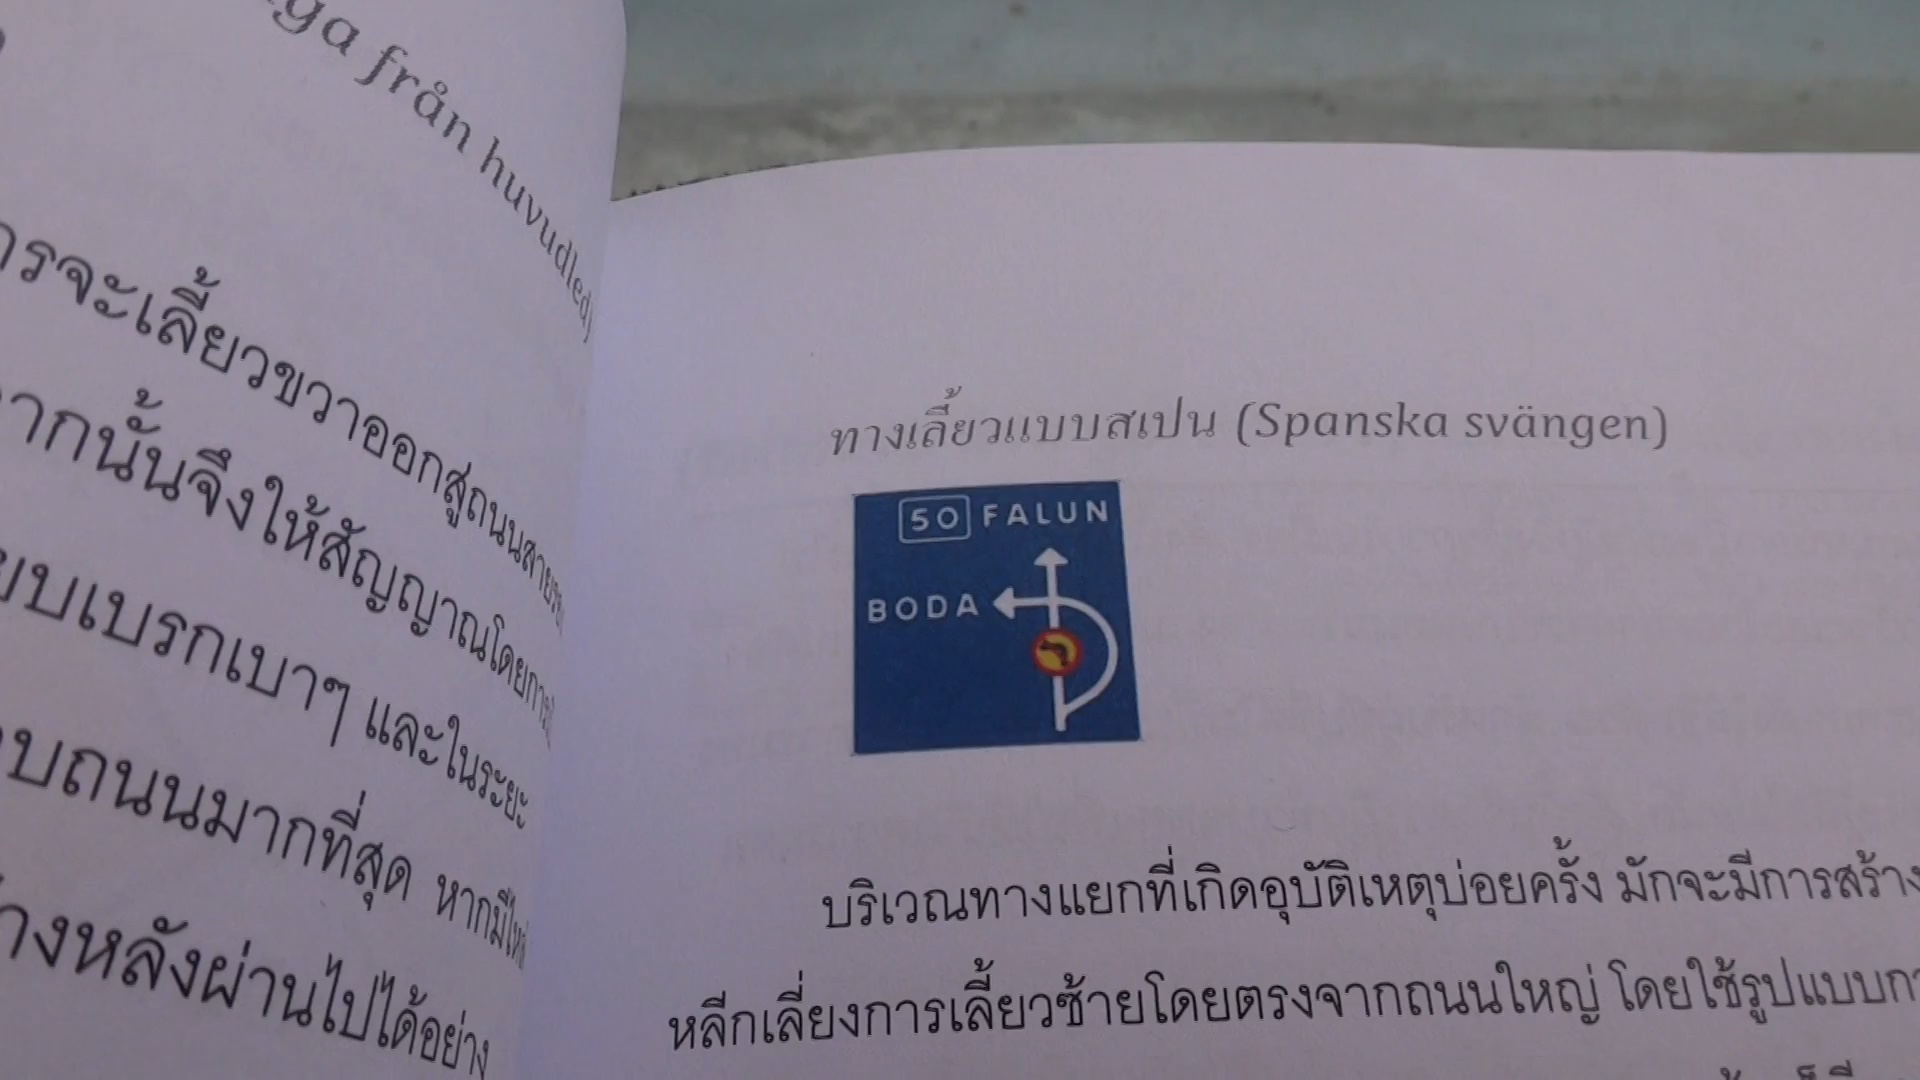 från huvudled)
จะเลี้ยวขวาออกสู่ถนนสาย
จากนั้นจึงให้สัญญาณโดยการ
เบรกเบาๆ และในระยะ
ถนนมากที่สุด หากมี
หลังผ่านไปได้อย่าง
ทางเลี้ยวแบบสเปน (Spanska svängen)
50 FALUN
BODA
บริเวณทางแยกที่เกิดอุบัติเหตุบ่อยครั้ง มักจะมีการสร้าง
หลีกเลี่ยงการเลี้ยวซ้ายโดยตรงจากถนนใหญ่ โดยใช้รูปแบบ